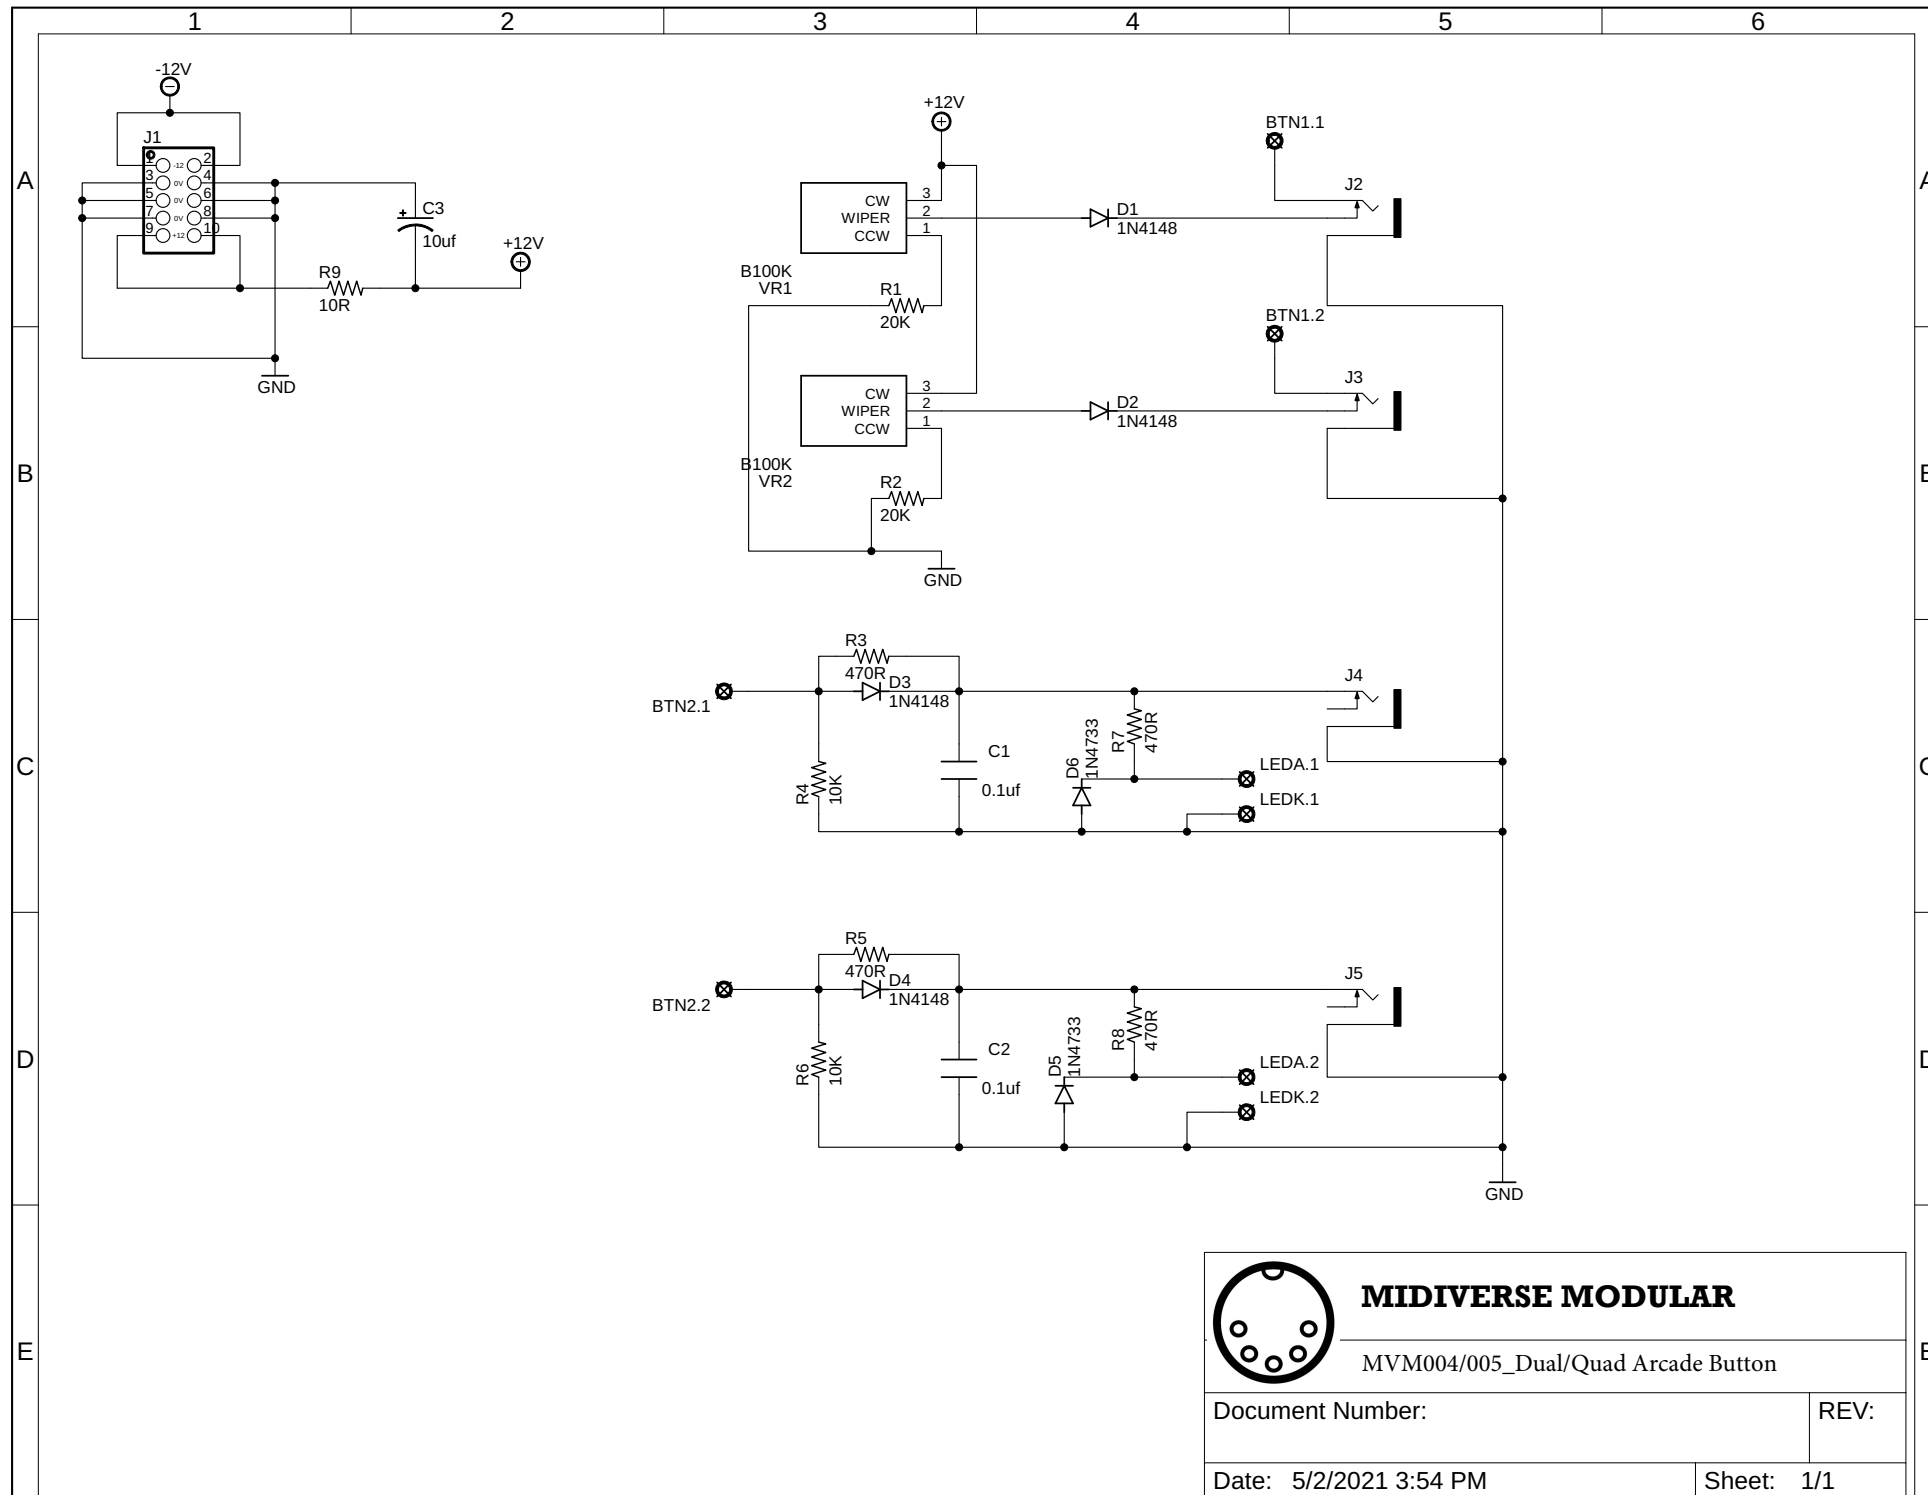 1 2 3 4 5 6
A
B
C
D
E
-12V
J1
1 -12 2
3 0V 4
5 0V 6
7 0V 8
9 +12 10
C3
10uf
+12V
R9
10R
GND
+12V
CW 3
WIPER 2
CCW 1
B100K
VR1
R1
20K
D1
1N4148
BTN1.1
J2
CW 3
WIPER 2
CCW 1
B100K
VR2
R2
20K
GND
D2
1N4148
BTN1.2
J3
BTN2.1
R3
470R
D3
1N4148
R4
10K
C1
0.1uf
D6
1N4733
R7
470R
LEDA.1
LEDK.1
J4
BTN2.2
R5
470R
D4
1N4148
R6
10K
C2
0.1uf
D5
1N4733
R8
470R
LEDA.2
LEDK.2
J5
GND
MIDIVERSE MODULAR
MVM004/005_Dual/Quad Arcade Button
Document Number:
REV:
Date: 5/2/2021 3:54 PM
Sheet: 1/1